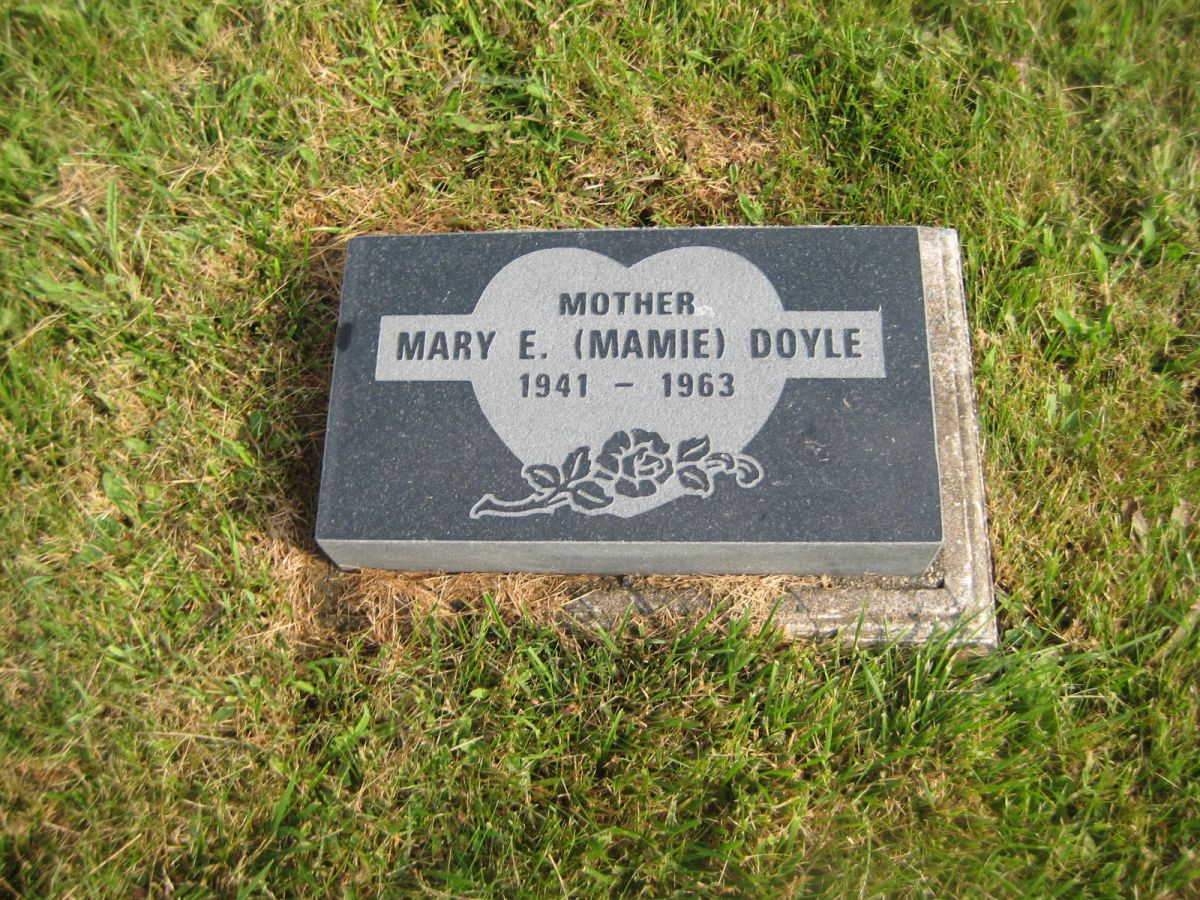 MOTHER
MARY E. (MAMIE) DOYLE
1941 - 1963